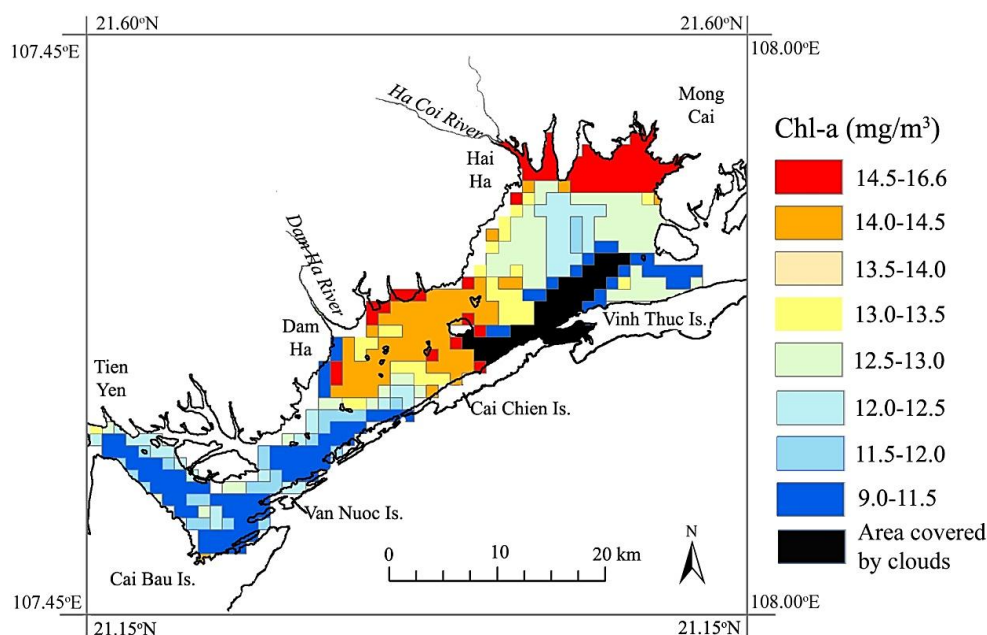 21.60°N
21.60°N
107.45°E
108.00°E
Ha Coi River
Mong
Cai
Hai
Ha
Dam Ha River
Dam
Ha
Tien
Yen
Vinh Thuc Is.
Cai Chien Is.
Van Nuoc Is.
Cai Bau Is.
0 10 20 km
N
107.45°E
108.00°E
21.15°N
21.15°N
Chl-a (mg/m³)
14.5-16.6
14.0-14.5
13.5-14.0
13.0-13.5
12.5-13.0
12.0-12.5
11.5-12.0
9.0-11.5
Area covered
by clouds